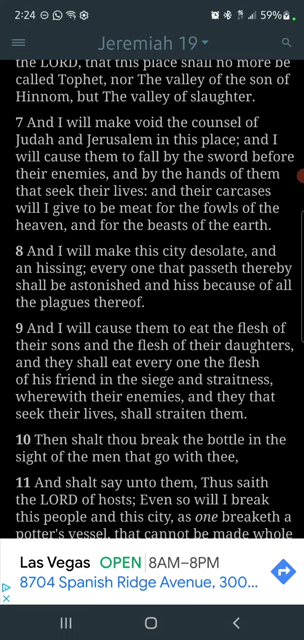 2:24
59%
Jeremiah 19
the LORD, that this place shall no more be
called Tophet, nor The valley of the son of
Hinnom, but The valley of slaughter.
7 And I will make void the counsel of
Judah and Jerusalem in this place; and I
will cause them to fall by the sword before
their enemies, and by the hands of them
that seek their lives: and their carcases
will I give to be meat for the fowls of the
heaven, and for the beasts of the earth.
8 And I will make this city desolate, and
an hissing; every one that passeth thereby
shall be astonished and hiss because of all
the plagues thereof.
9 And I will cause them to eat the flesh of
their sons and the flesh of their daughters,
and they shall eat every one the flesh
of his friend in the siege and straitness,
wherewith their enemies, and they that
seek their lives, shall straiten them.
10 Then shalt thou break the bottle in the
sight of the men that go with thee,
11 And shalt say unto them, Thus saith
the LORD of hosts; Even so will I break
this people and this city, as one breaketh a
potter's vessel, that cannot be made whole
Las Vegas OPEN 8AM–8PM
8704 Spanish Ridge Avenue, 300...